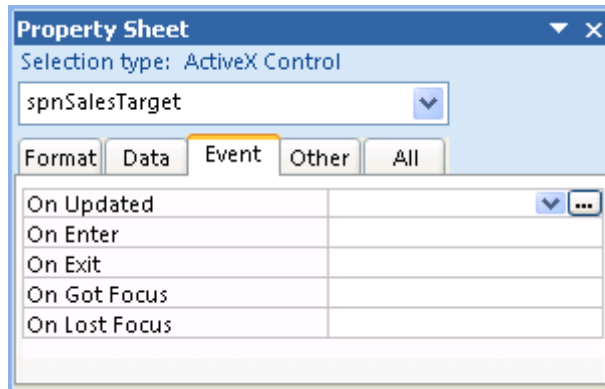 Property Sheet
Selection type: ActiveX Control
spnSalesTarget
Format Data Event Other All
On Updated ...
On Enter
On Exit
On Got Focus
On Lost Focus